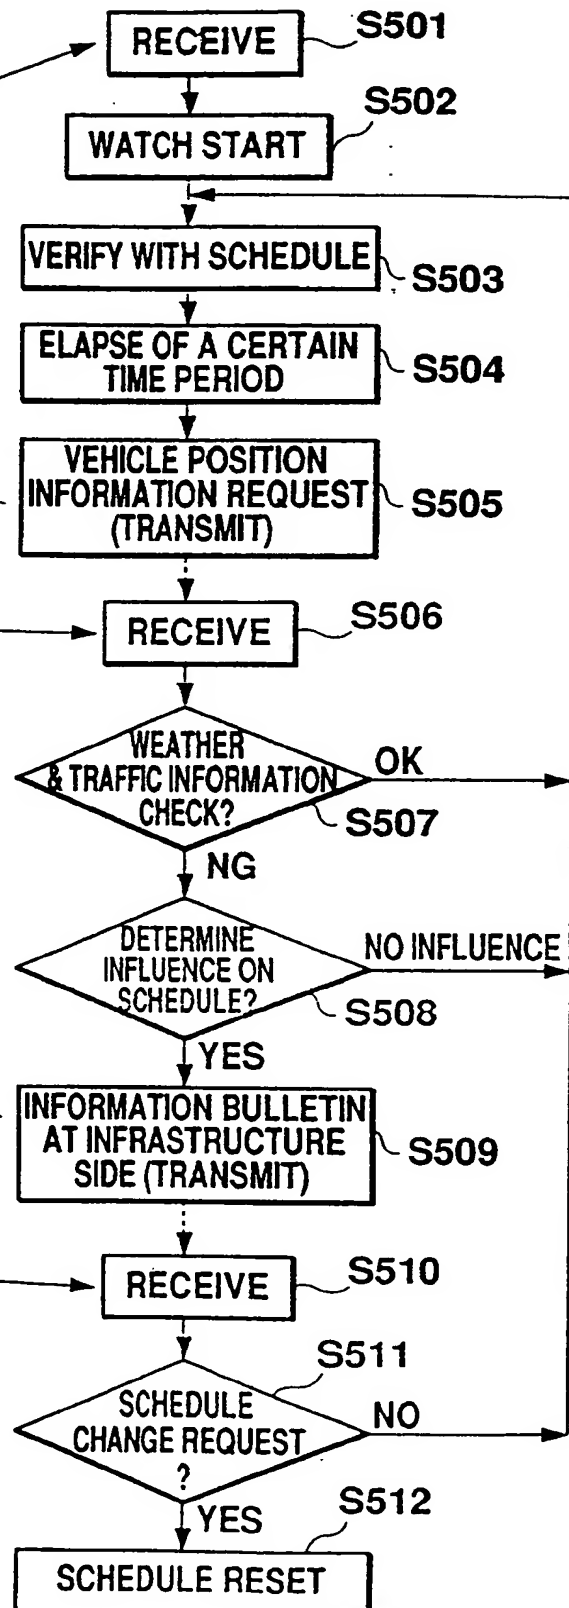 RECEIVE
S501
WATCH START
S502
VERIFY WITH SCHEDULE
S503
ELAPSE OF A CERTAIN
TIME PERIOD
S504
VEHICLE POSITION
INFORMATION REQUEST
(TRANSMIT)
S505
RECEIVE
S506
WEATHER
& TRAFFIC INFORMATION
CHECK?
OK
S507
NG
DETERMINE
INFLUENCE ON
SCHEDULE?
NO INFLUENCE
S508
YES
INFORMATION BULLETIN
AT INFRASTRUCTURE
SIDE (TRANSMIT)
S509
RECEIVE
S510
S511
SCHEDULE
CHANGE REQUEST
?
NO
YES
S512
SCHEDULE RESET